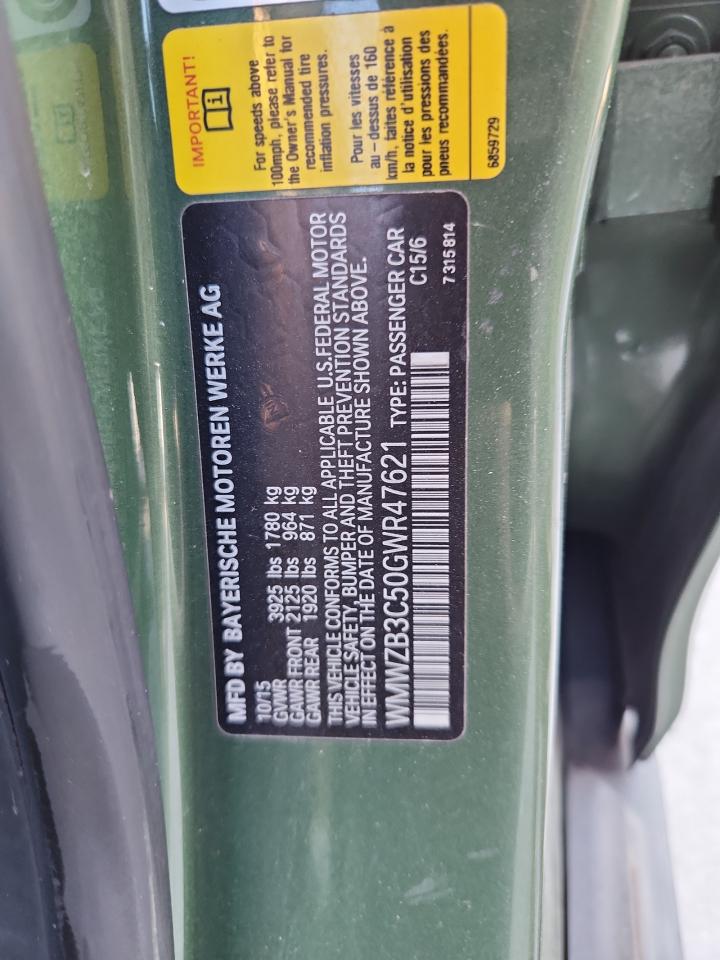 MFD BY BAYERISCHE MOTOREN WERKE AG
10/15
GVWR 3925 lbs 1780 kg
GAWR FRONT 2125 lbs 964 kg
GAWR REAR 1920 lbs 871 kg
THIS VEHICLE CONFORMS TO ALL APPLICABLE U.S.FEDERAL MOTOR
VEHICLE SAFETY, BUMPER AND THEFT PREVENTION STANDARDS
IN EFFECT ON THE DATE OF MANUFACTURE SHOWN ABOVE.
WMWZB3C50GWR47621 TYPE: PASSENGER CAR
C15/6
7 315 814
IMPORTANT!
For speeds above
100mph, please refer to
the Owner's Manual for
recommended tire
inflation pressures.
Pour les vitesses
au-dessus de 160
km/h, faites référence à
la notice d'utilisation
pour les pressions des
pneus recommandées.
6859729